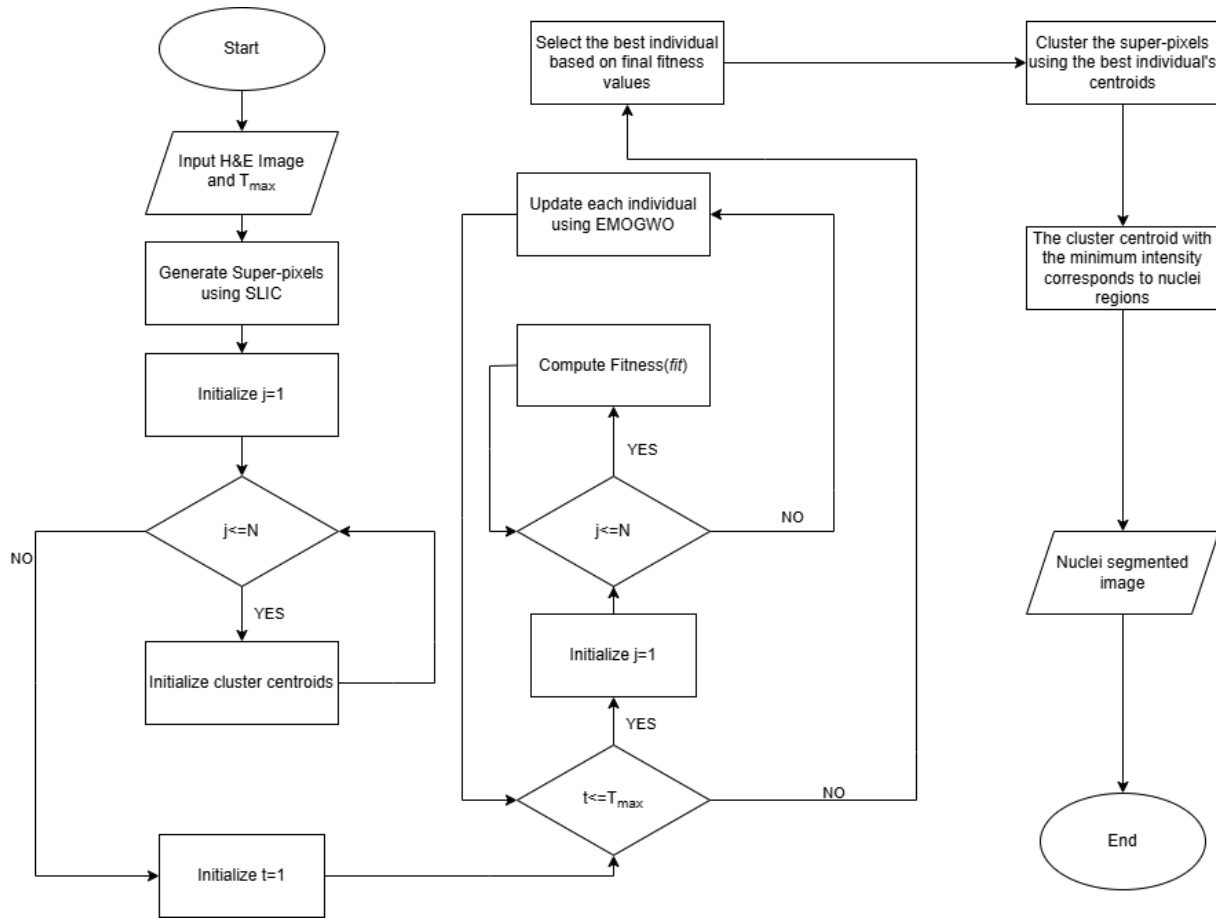 Start
Input H&E Image
and Tmax
Generate Super-pixels
using SLIC
Initialize j=1
j<=N
NO
YES
Initialize cluster centroids
Initialize t=1
Select the best individual
based on final fitness
values
Update each individual
using EMOGWO
Compute Fitness(fit)
YES
j<=N
NO
Initialize j=1
YES
t<=Tmax
NO
Cluster the super-pixels
using the best individual's
centroids
The cluster centroid with
the minimum intensity
corresponds to nuclei
regions
Nuclei segmented
image
End